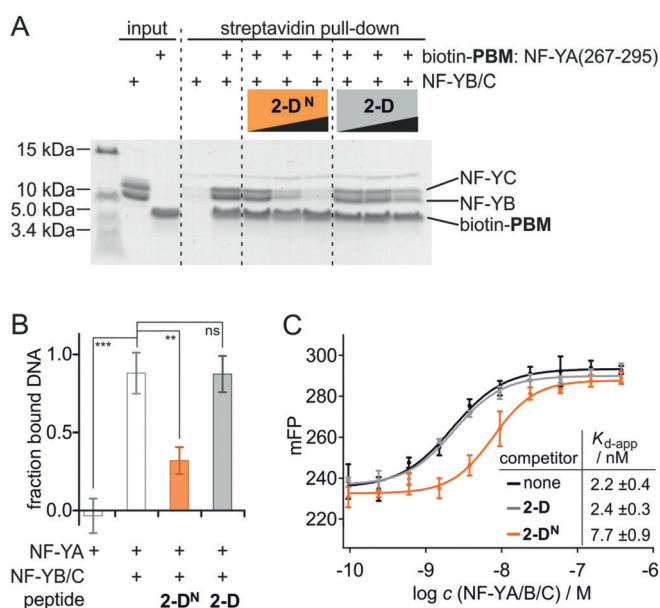 A
input streptavidin pull-down
+ + + + + + + + biotin-PBM: NF-YA(267-295)
+ + + + + + + + + NF-YB/C
2-Dᴺ 2-D
15 kDa
10 kDa
5.0 kDa
3.4 kDa
NF-YC
NF-YB
biotin-PBM
B
fraction bound DNA
1.0
0.5
0.0
*** ** ns
NF-YA + + + +
NF-YB/C + + +
peptide 2-Dᴺ 2-D
C
mFP
300
280
260
240
220
competitor Kd-app / nM
none 2.2 ±0.4
2-D 2.4 ±0.3
2-Dᴺ 7.7 ±0.9
-10 -9 -8 -7 -6
log c (NF-YA/B/C) / M